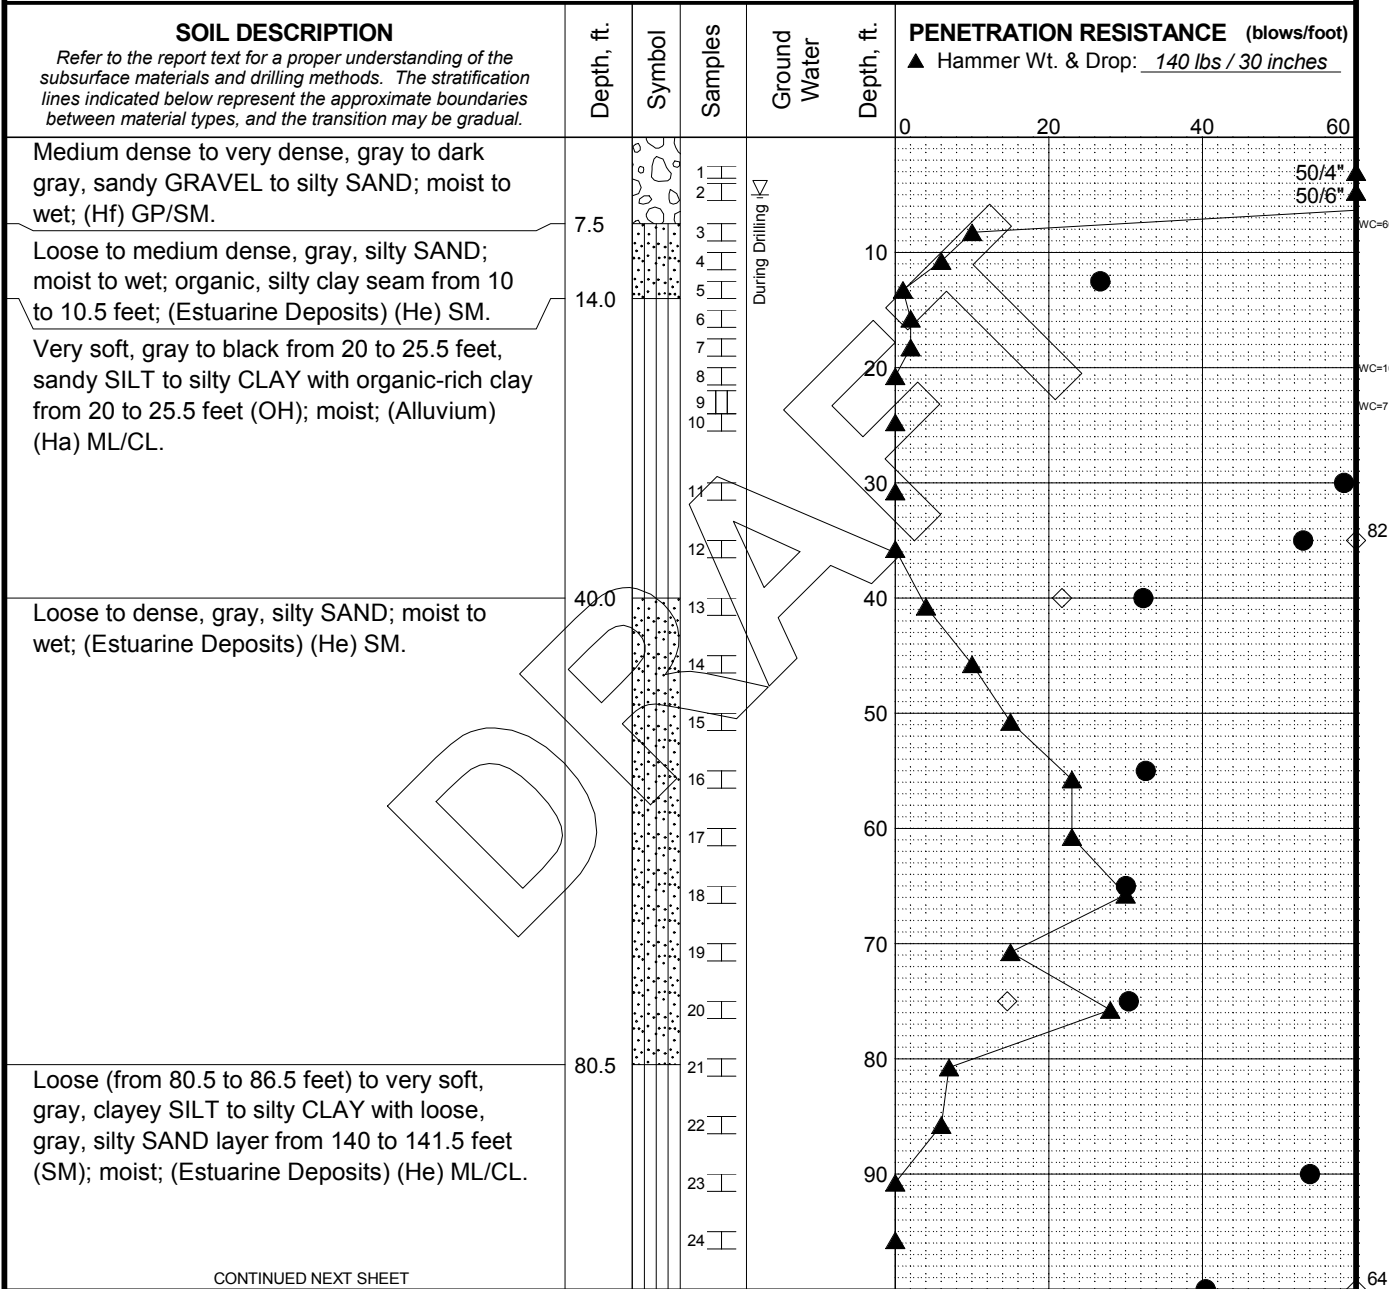 SOIL DESCRIPTION
Refer to the report text for a proper understanding of the
subsurface materials and drilling methods. The stratification
lines indicated below represent the approximate boundaries
between material types, and the transition may be gradual.
Depth, ft.
Symbol
Samples
Ground
Water
Depth, ft.
PENETRATION RESISTANCE (blows/foot)
▲ Hammer Wt. & Drop: 140 lbs / 30 inches
0 20 40 60
Medium dense to very dense, gray to dark
gray, sandy GRAVEL to silty SAND; moist to
wet; (Hf) GP/SM.
7.5
Loose to medium dense, gray, silty SAND;
moist to wet; organic, silty clay seam from 10
to 10.5 feet; (Estuarine Deposits) (He) SM.
14.0
Very soft, gray to black from 20 to 25.5 feet,
sandy SILT to silty CLAY with organic-rich clay
from 20 to 25.5 feet (OH); moist; (Alluvium)
(Ha) ML/CL.
40.0
Loose to dense, gray, silty SAND; moist to
wet; (Estuarine Deposits) (He) SM.
80.5
Loose (from 80.5 to 86.5 feet) to very soft,
gray, clayey SILT to silty CLAY with loose,
gray, silty SAND layer from 140 to 141.5 feet
(SM); moist; (Estuarine Deposits) (He) ML/CL.
CONTINUED NEXT SHEET
1
2
3
4
5
6
7
8
9
10
11
12
13
14
15
16
17
18
19
20
21
22
23
24
During Drilling
10
20
30
40
50
60
70
80
90
50/4"
50/6"
WC=6
WC=1
WC=7
82
64
DRAFT